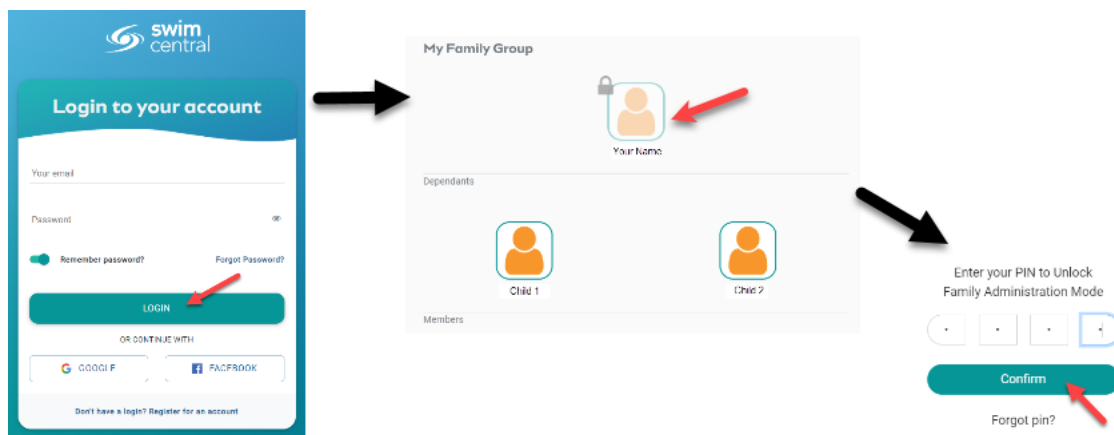 swim
central
Login to your account
Your email
Password
Remember password?
Forgot Password?
LOGIN
OR CONTINUE WITH
GOOGLE
FACEBOOK
Don't have a login? Register for an account
My Family Group
Your Name
Dependants
Child 1
Child 2
Members
Enter your PIN to Unlock
Family Administration Mode
Confirm
Forgot pin?